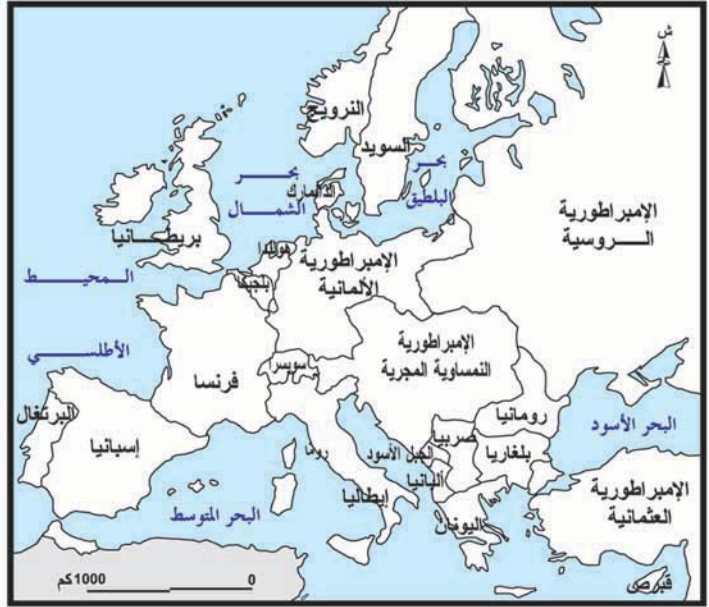 ش
النرويج
السويد
بحر
البلطيق
بحر
الشمال
الدانمارك
الإمبراطورية
الروسية
بريطانيا
هولندا
الإمبراطورية
الألمانية
بلجيكا
المحيط
الأطلسي
الإمبراطورية
النمساوية المجرية
سويسرا
فرنسا
رومانيا
البحر الأسود
صربيا
بلغاريا
البرتغال
إسبانيا
روما
الجبل الأسود
ألبانيا
إيطاليا
الإمبراطورية
العثمانية
البحر المتوسط
اليونان
قبرص
1000كم
0